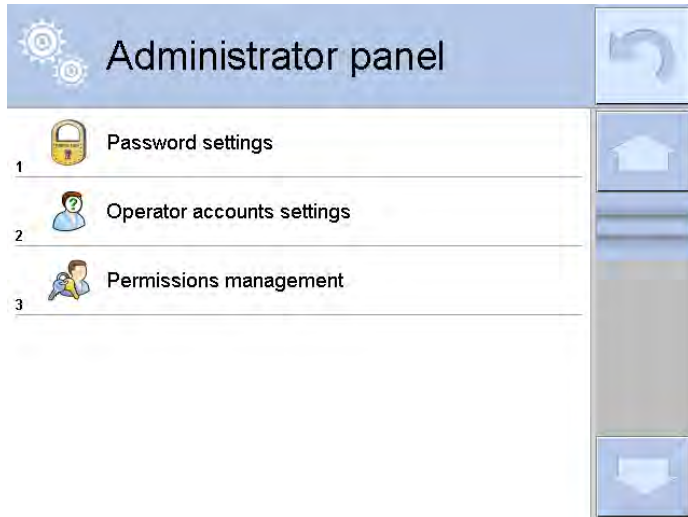 Administrator panel
Password settings
1
Operator accounts settings
2
Permissions management
3